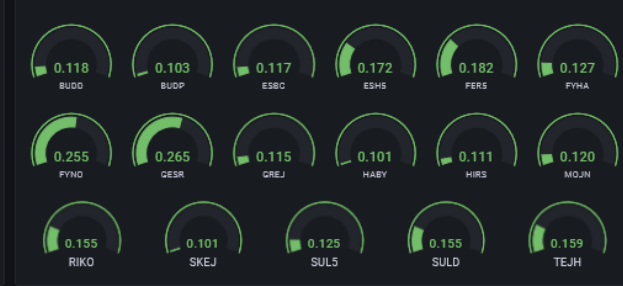 0.118 0.103 0.117 0.172 0.182 0.127
BUDD BUDP ESBC ESH5 FER5 FYHA
0.255 0.265 0.115 0.101 0.111 0.120
FYNO GESR GREJ HABY HIRS MOJN
0.155 0.101 0.125 0.155 0.159
RIKO SKEJ SUL5 SULD TEJH